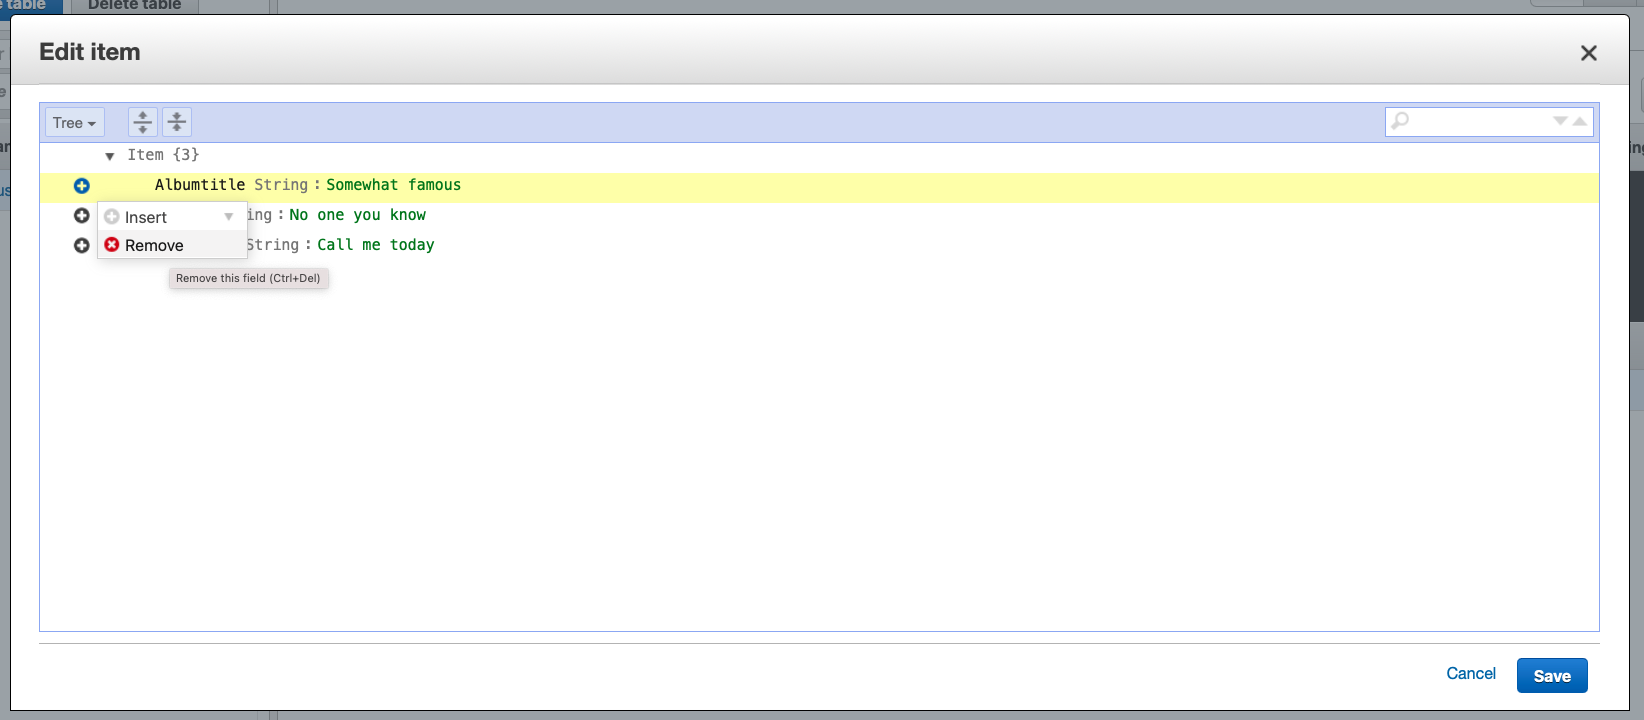 table Delete table
Edit item
Tree
Item {3}
Albumtitle String : Somewhat famous
Insert ing : No one you know
Remove String : Call me today
Remove this field (Ctrl+Del)
Cancel Save